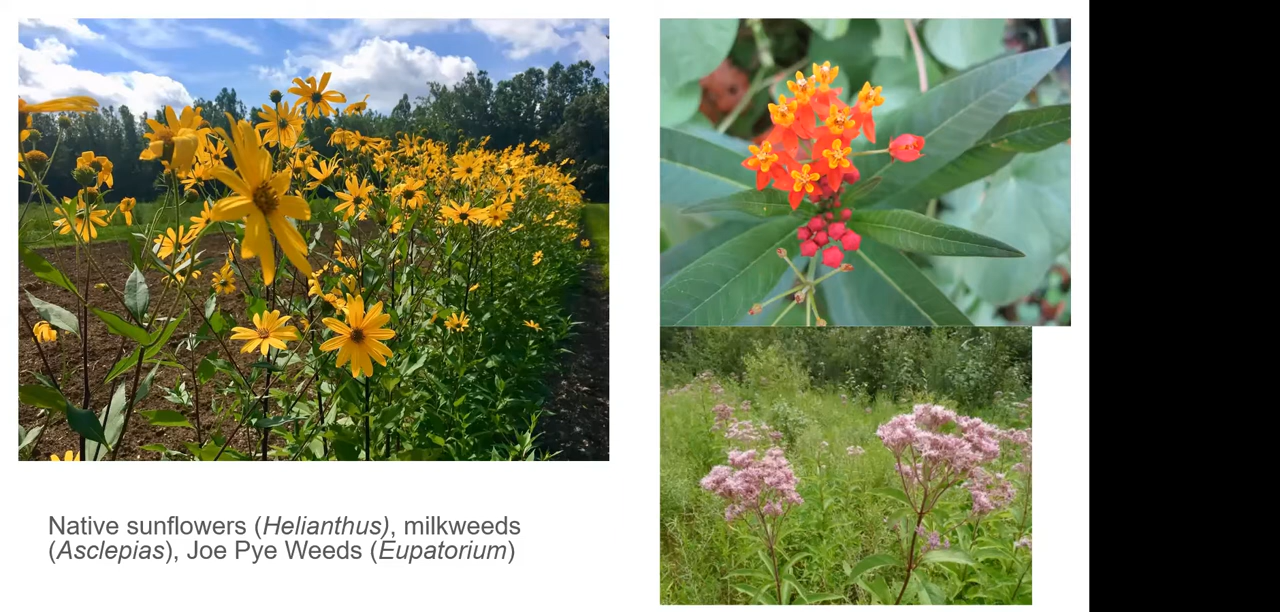 Native sunflowers (Helianthus), milkweeds
(Asclepias), Joe Pye Weeds (Eupatorium)